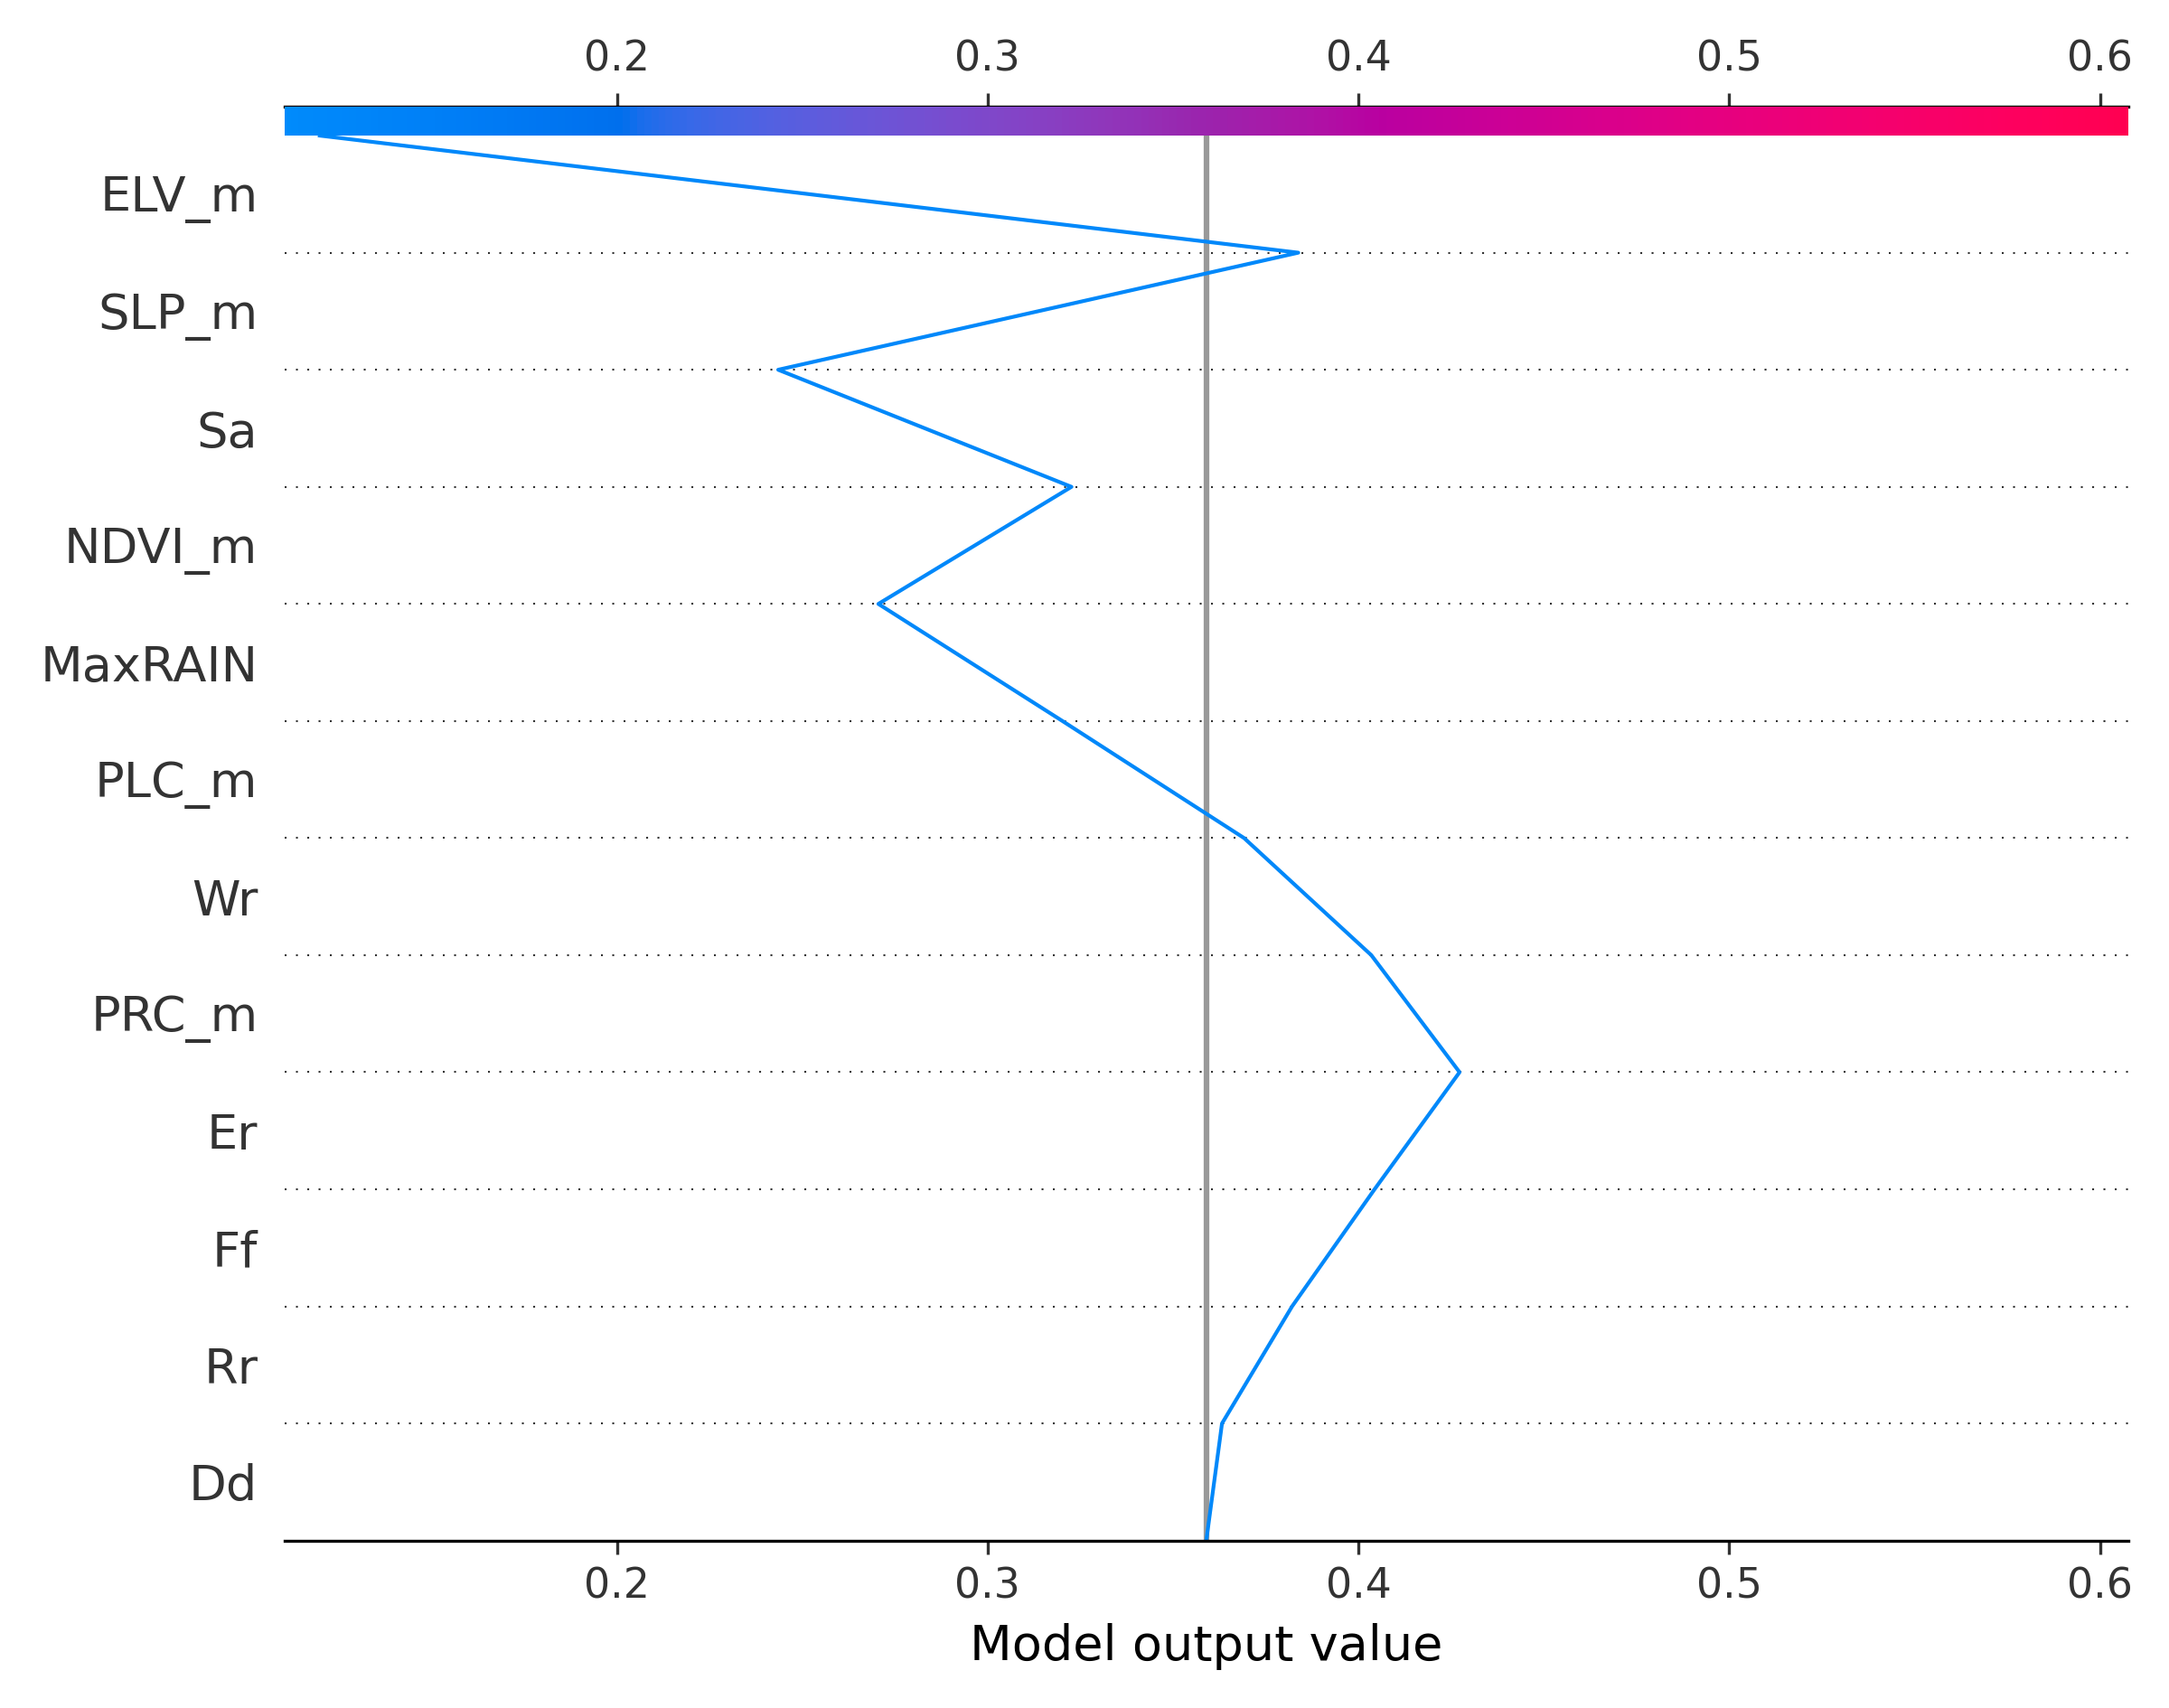 0.2 0.3 0.4 0.5 0.6
ELV_m
SLP_m
Sa
NDVI_m
MaxRAIN
PLC_m
Wr
PRC_m
Er
Ff
Rr
Dd
0.2 0.3 0.4 0.5 0.6
Model output value